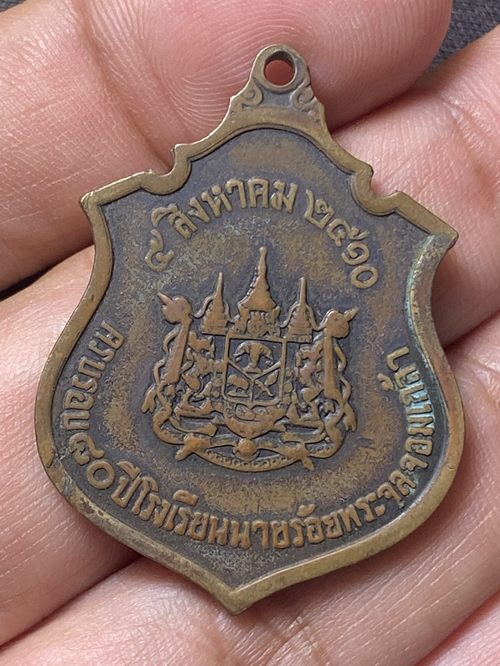 ๕ สิงหาคม ๒๕๑๐
ครบรอบ๘๐ปีโรงเรียนนายร้อยพระจุลจอมเกล้า